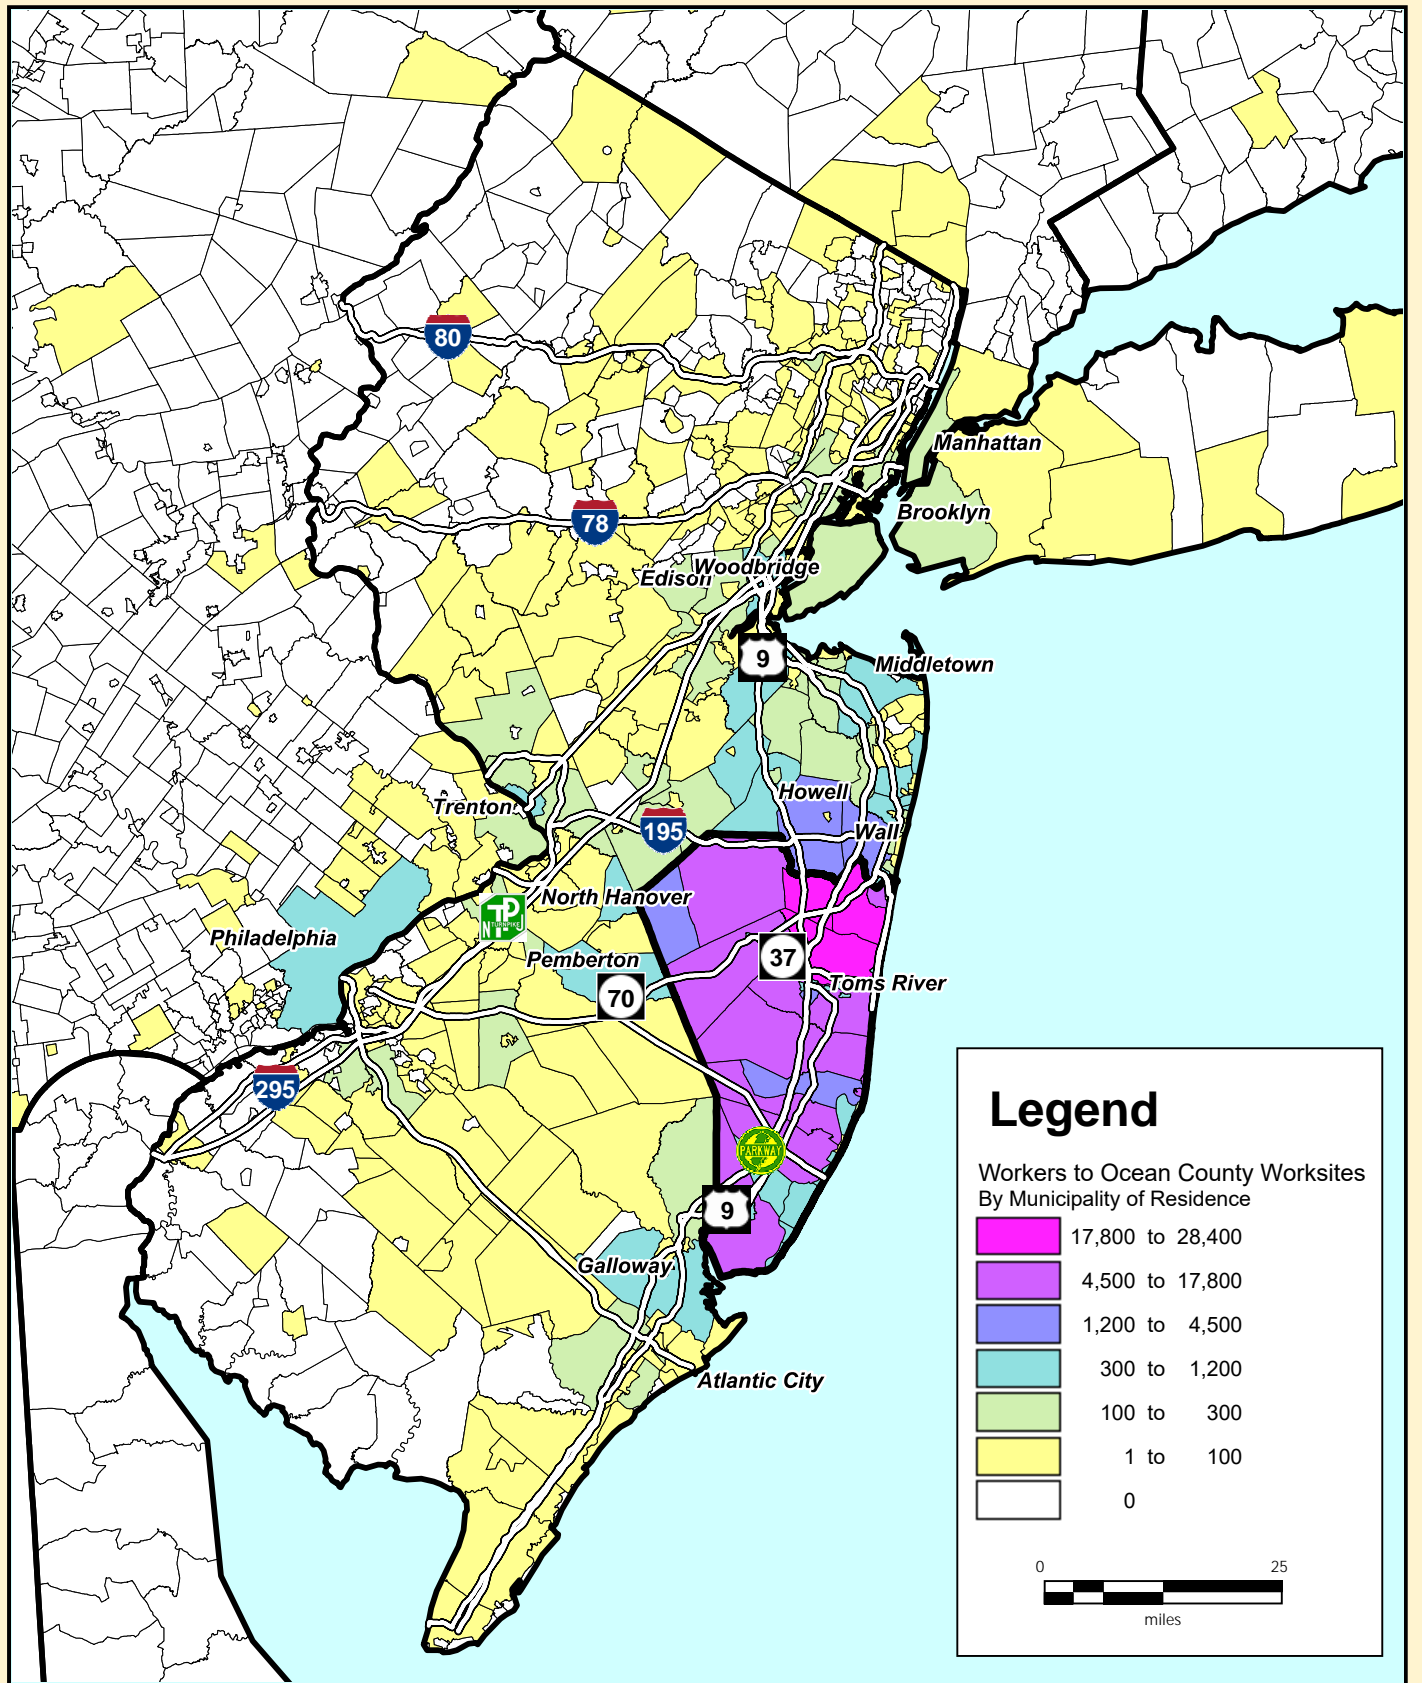 80
Manhattan
Brooklyn
78
Woodbridge
Edison
9
Middletown
Howell
Trenton
195
Wall
North Hanover
NTPJ
TURNPIKE
Philadelphia
Pemberton
37
70
Toms River
295
PARKWAY
9
Galloway
Atlantic City
Legend
Workers to Ocean County Worksites
By Municipality of Residence
17,800 to 28,400
4,500 to 17,800
1,200 to 4,500
300 to 1,200
100 to 300
1 to 100
0
0 25
miles